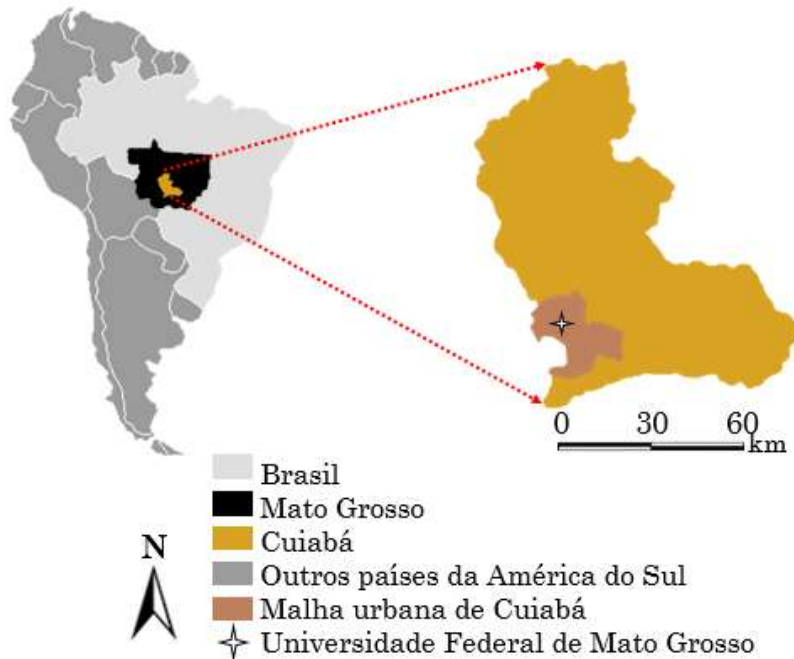 0 30 60
km
Brasil
Mato Grosso
Cuiabá
Outros países da América do Sul
Malha urbana de Cuiabá
Universidade Federal de Mato Grosso
N